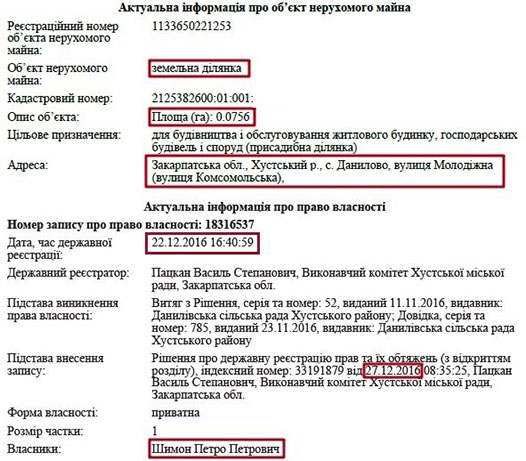 Актуальна інформація про об’єкт нерухомого майна
Реєстраційний номер об’єкта нерухомого майна: 1133650221253
Об’єкт нерухомого майна: земельна ділянка
Кадастровий номер: 2125382600:01:001:
Опис об’єкта: Площа (га): 0.0756
Цільове призначення: для будівництва і обслуговування житлового будинку, господарських
будівель і споруд (присадибна ділянка)
Адреса: Закарпатська обл., Хустський р., с. Данилово, вулиця Молодіжна
(вулиця Комсомольська),
Актуальна інформація про право власності
Номер запису про право власності: 18316537
Дата, час державної реєстрації: 22.12.2016 16:40:59
Державний реєстратор: Пацкан Василь Степанович, Виконавчий комітет Хустської міської
ради, Закарпатська обл.
Підстава виникнення права власності: Витяг з Рішення, серія та номер: 52, виданий 11.11.2016, видавник:
Данилівська сільська рада Хустського району; Довідка, серія та
номер: 785, виданий 23.11.2016, видавник: Данилівська сільська рада
Хустського району
Підстава внесення запису: Рішення про державну реєстрацію прав та їх обтяжень (з відкриттям
розділу), індексний номер: 33191879 від 27.12.2016 08:35:25, Пацкан
Василь Степанович, Виконавчий комітет Хустської міської ради,
Закарпатська обл.
Форма власності: приватна
Розмір частки: 1
Власники: Шимон Петро Петрович